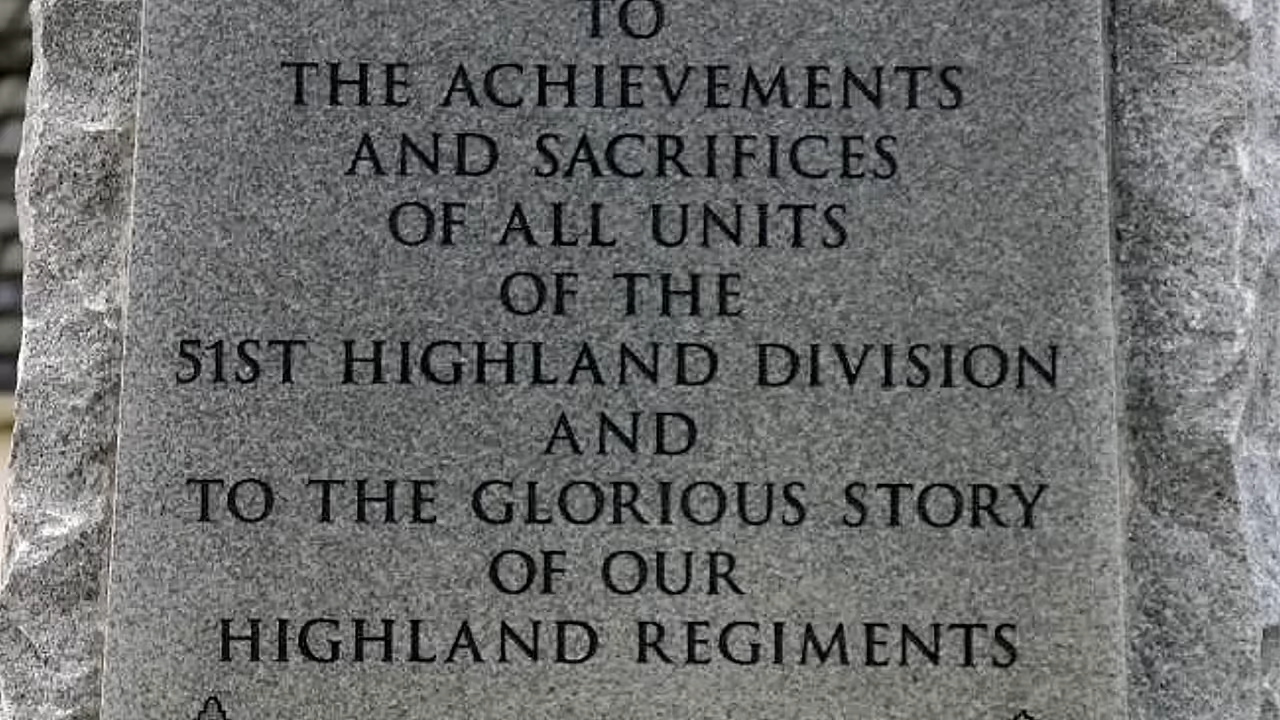 TO
THE ACHIEVEMENTS
AND SACRIFICES
OF ALL UNITS
OF THE
51ST HIGHLAND DIVISION
AND
TO THE GLORIOUS STORY
OF OUR
HIGHLAND REGIMENTS